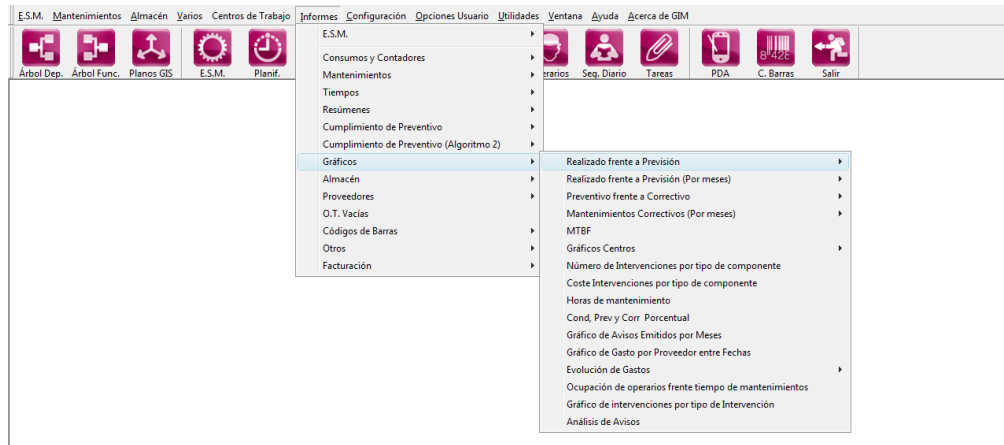 E.S.M. Mantenimientos Almacén Varios Centros de Trabajo Informes Configuración Opciones Usuario Utilidades Ventana Ayuda Acerca de GIM
Árbol Dep. Árbol Func. Planos GIS E.S.M. Planif. Seg. Diario Tareas PDA C. Barras Salir
E.S.M.
Consumos y Contadores
Mantenimientos
Tiempos
Resúmenes
Cumplimiento de Preventivo
Cumplimiento de Preventivo (Algoritmo 2)
Gráficos
Almacén
Proveedores
O.T. Vacías
Códigos de Barras
Otros
Facturación
Realizado frente a Previsión
Realizado frente a Previsión (Por meses)
Preventivo frente a Correctivo
Mantenimientos Correctivos (Por meses)
MTBF
Gráficos Centros
Número de Intervenciones por tipo de componente
Coste Intervenciones por tipo de componente
Horas de mantenimiento
Cond, Prev y Corr Porcentual
Gráfico de Avisos Emitidos por Meses
Gráfico de Gasto por Proveedor entre Fechas
Evolución de Gastos
Ocupación de operarios frente tiempo de mantenimientos
Gráfico de intervenciones por tipo de Intervención
Análisis de Avisos